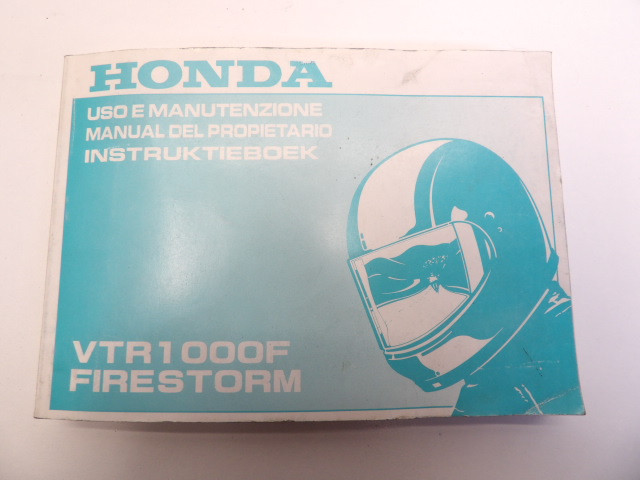 HONDA
USO E MANUTENZIONE
MANUAL DEL PROPIETARIO
INSTRUKTIEBOEK
VTR1000F
FIRESTORM